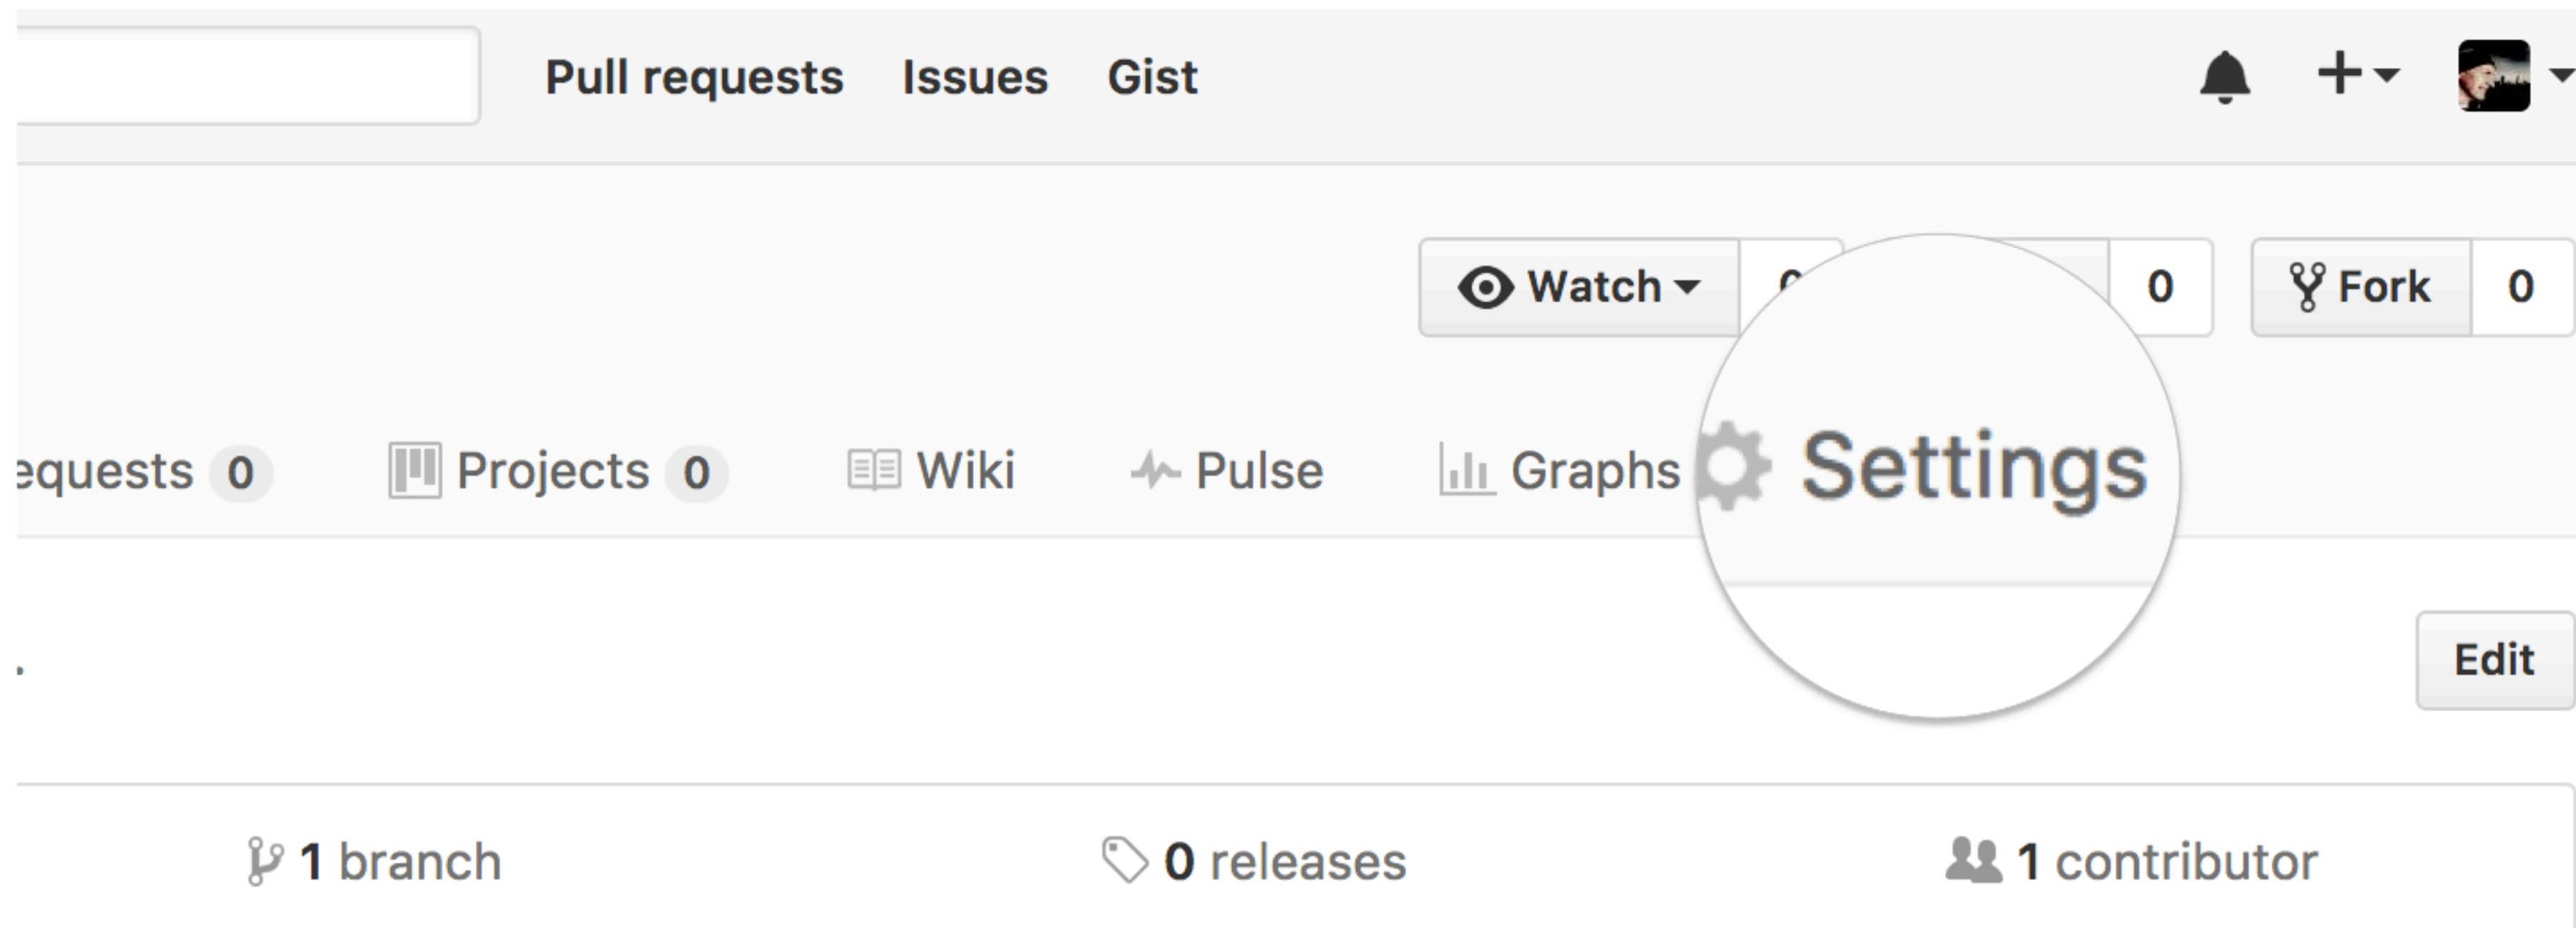 Pull requests Issues Gist
Watch 0 Fork 0
equests 0 Projects 0 Wiki Pulse Graphs Settings
Edit
1 branch 0 releases 1 contributor